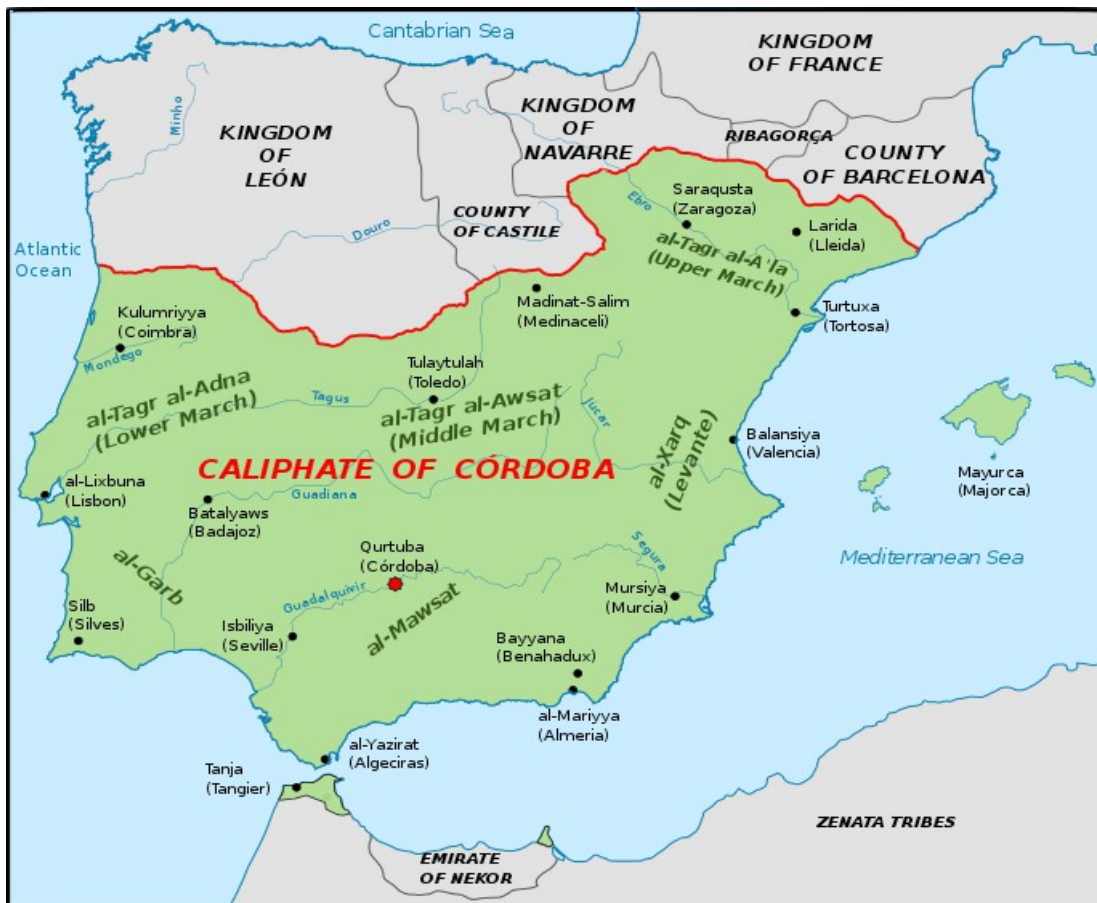 Cantabrian Sea
KINGDOM
OF FRANCE
Minho
KINGDOM
OF
LEÓN
KINGDOM
OF
NAVARRE
RIBAGORÇA
COUNTY
OF BARCELONA
COUNTY
OF CASTILE
Douro
Ebro
Saraqusta
(Zaragoza)
Larida
(Lleida)
Atlantic
Ocean
al-Tagr al-A'la
(Upper March)
Madinat-Salim
(Medinaceli)
Turtuxa
(Tortosa)
Kulumriyya
(Coimbra)
Mondego
Tulaytulah
(Toledo)
Tagus
al-Tagr al-Adna
(Lower March)
al-Tagr al-Awsat
(Middle March)
Júcar
al-Xarq
(Levante)
Balansiya
(Valencia)
Mayurca
(Majorca)
CALIPHATE OF CÓRDOBA
al-Lixbuna
(Lisbon)
Batalyaws
(Badajoz)
Guadiana
Mediterranean Sea
al-Garb
Qurtuba
(Córdoba)
Guadalquivir
Segura
al-Mawsat
Mursiya
(Murcia)
Silb
(Silves)
Isbiliya
(Seville)
Bayyana
(Benahadux)
al-Mariyya
(Almeria)
al-Yazirat
(Algeciras)
Tanja
(Tangier)
ZENATA TRIBES
EMIRATE
OF NEKOR